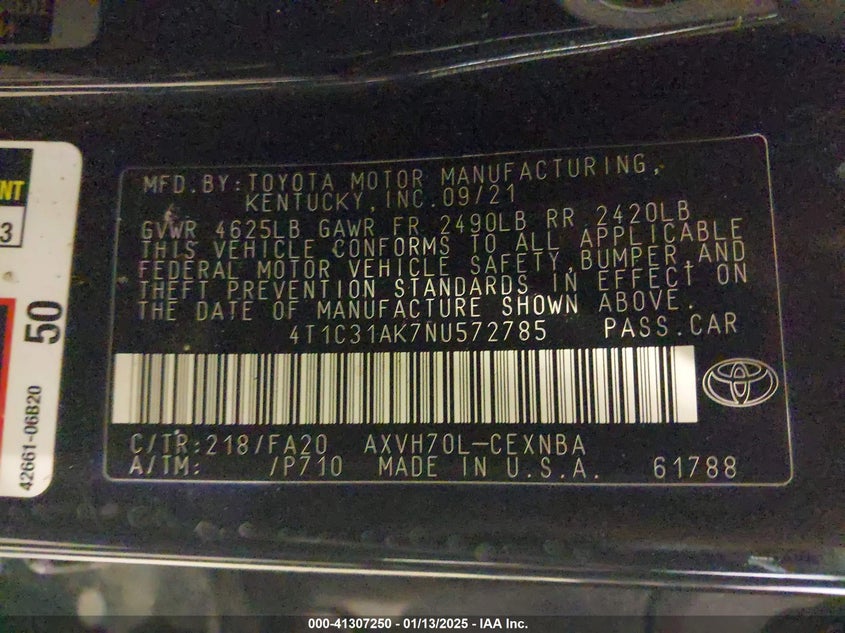 NT
3
50
42661-06B20
MFD.BY:TOYOTA MOTOR MANUFACTURING,
KENTUCKY,INC.09/21
GVWR 4625LB GAWR FR 2490LB RR 2420LB
THIS VEHICLE CONFORMS TO ALL APPLICABLE
FEDERAL MOTOR VEHICLE SAFETY,BUMPER,AND
THEFT PREVENTION STANDARDS IN EFFECT ON
THE DATE OF MANUFACTURE SHOWN ABOVE.
4T1C31AK7NU572785 PASS.CAR
C/TR:218/FA20 AXVH70L-CEXNBA
A/TM: /P710 MADE IN U.S.A. 61788
000-41307250 - 01/13/2025 - IAA Inc.